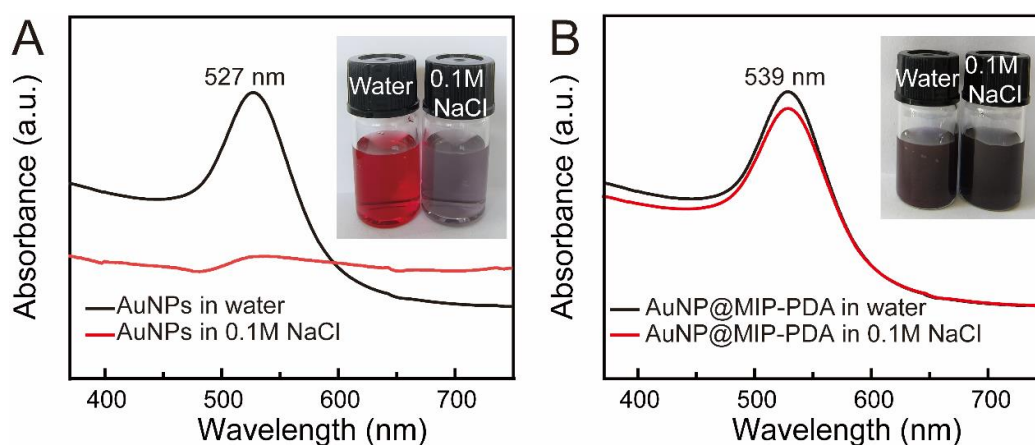 A
527 nm
Water
0.1M
NaCl
Absorbance (a.u.)
AuNPs in water
AuNPs in 0.1M NaCl
400
500
600
700
Wavelength (nm)
B
539 nm
Water
0.1M
NaCl
Absorbance (a.u.)
AuNP@MIP-PDA in water
AuNP@MIP-PDA in 0.1M NaCl
400
500
600
700
Wavelength (nm)